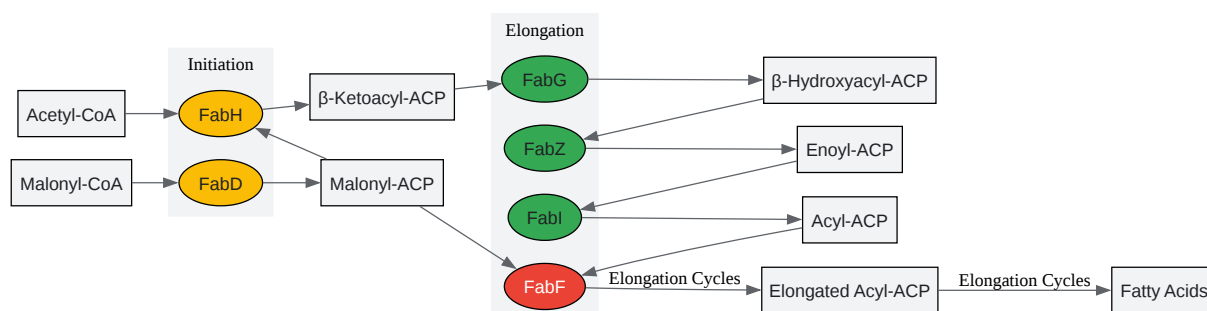 Elongation
Initiation
FabG
β-Hydroxyacyl-ACP
β-Ketoacyl-ACP
Acetyl-CoA
FabH
FabZ
Enoyl-ACP
Malonyl-CoA
FabD
Malonyl-ACP
FabI
Acyl-ACP
FabF
Elongation Cycles
Elongated Acyl-ACP
Elongation Cycles
Fatty Acids